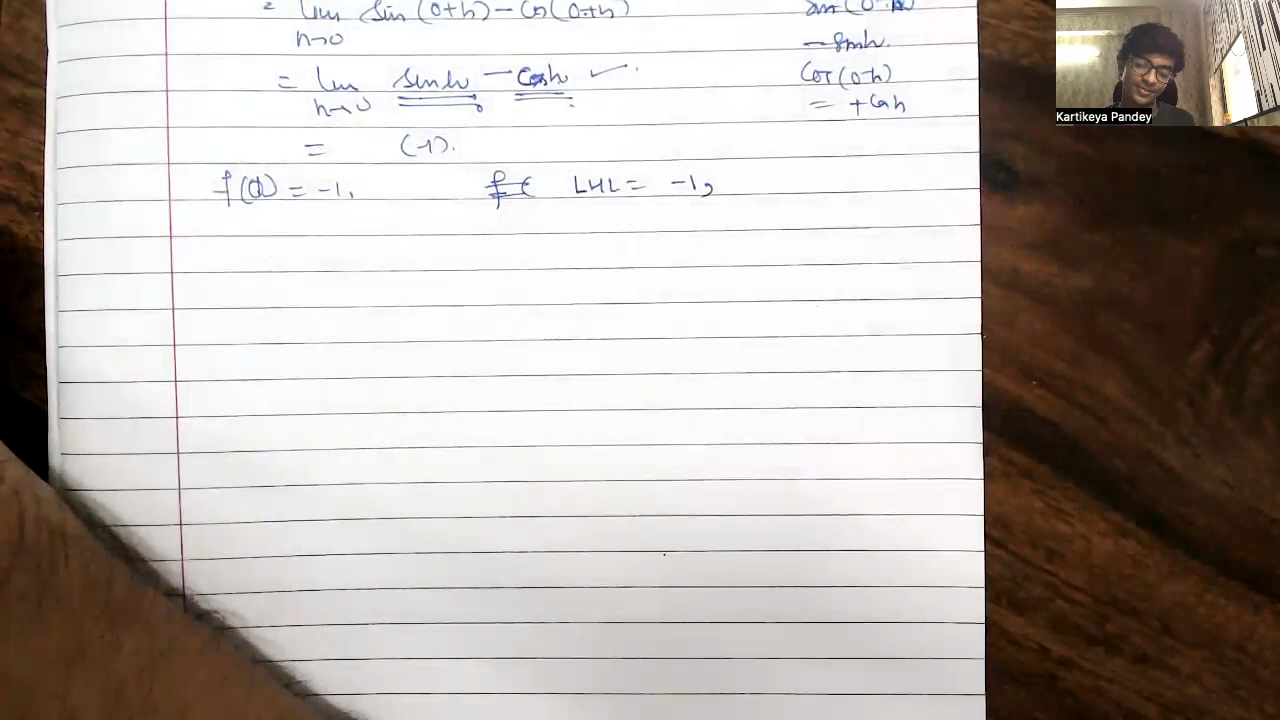 = lim sin(0+h) - cos(0+h)
h→0
= lim sinh - cosh ✓
h→0
= (-1).
f(0) = -1, LHL = -1,
- sinh.
cos(0-h)
= + cosh
Kartikeya Pandey